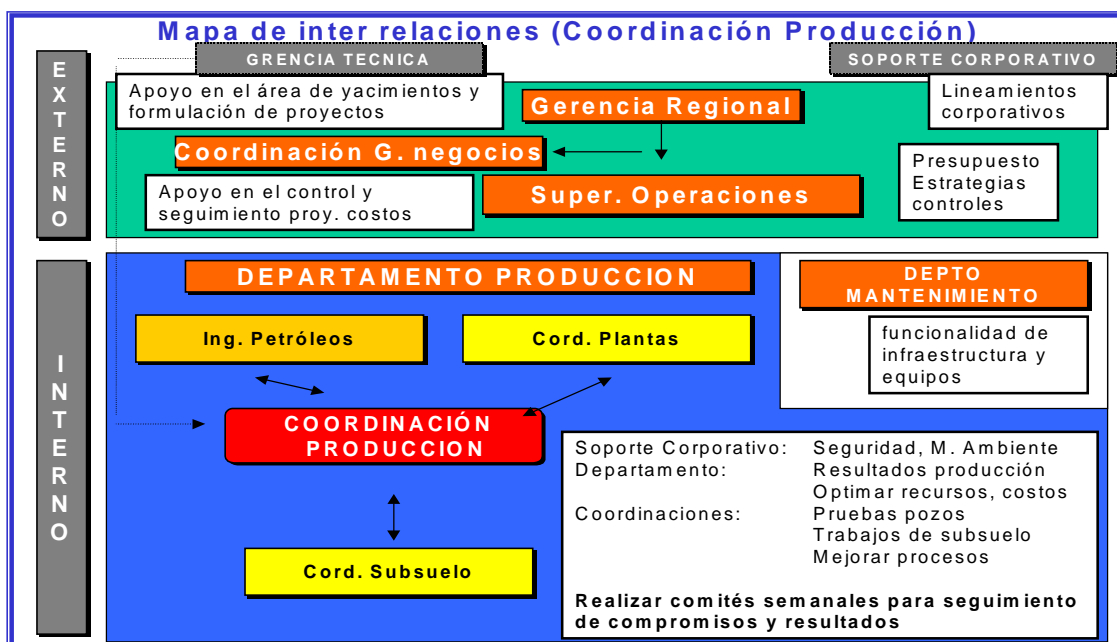 Mapa de inter relaciones (Coordinación Producción)
EXTERNO
GRENCIA TECNICA
SOPORTE CORPORATIVO
Apoyo en el área de yacimientos y
formulación de proyectos
Gerencia Regional
Lineamientos
corporativos
Coordinación G. negocios
Presupuesto
Estrategias
controles
Apoyo en el control y
seguimiento proy. costos
Super. Operaciones
INTERNO
DEPARTAMENTO PRODUCCION
DEPTO
MANTENIMIENTO
Ing. Petróleos
Cord. Plantas
funcionalidad de
infraestructura y
equipos
COORDINACIÓN
PRODUCCION
Soporte Corporativo: Seguridad, M. Ambiente
Departamento: Resultados producción
Optimar recursos, costos
Coordinaciones: Pruebas pozos
Trabajos de subsuelo
Mejorar procesos
Cord. Subsuelo
Realizar comités semanales para seguimiento
de compromisos y resultados